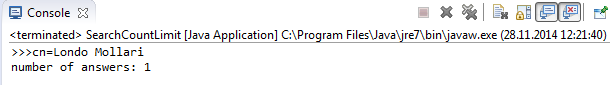 Console
<terminated> SearchCountLimit [Java Application] C:\Program Files\Java\jre7\bin\javaw.exe (28.11.2014 12:21:40)
>>>cn=Londo Mollari
number of answers: 1